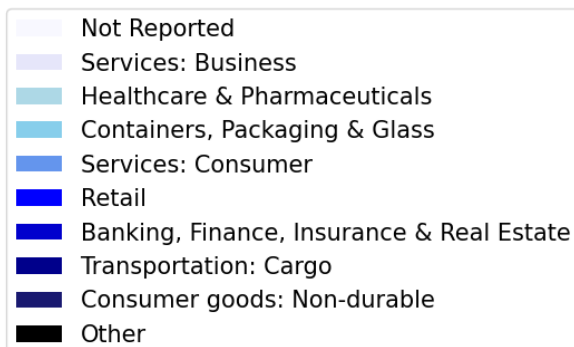 Not Reported
Services: Business
Healthcare & Pharmaceuticals
Containers, Packaging & Glass
Services: Consumer
Retail
Banking, Finance, Insurance & Real Estate
Transportation: Cargo
Consumer goods: Non-durable
Other